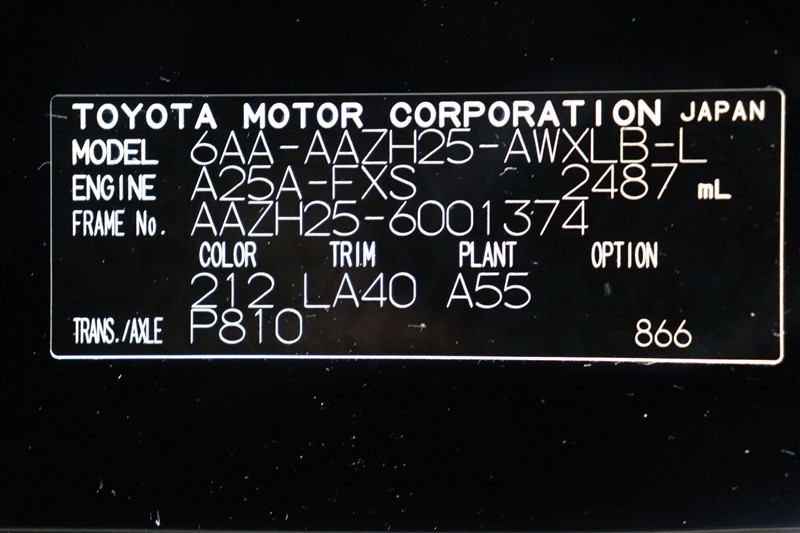 TOYOTA MOTOR CORPORATION JAPAN
MODEL 6AA-AAZH25-AWXLB-L
ENGINE A25A-FXS 2487 mL
FRAME No. AAZH25-6001374
COLOR TRIM PLANT OPTION
212 LA40 A55
TRANS./AXLE P810 866